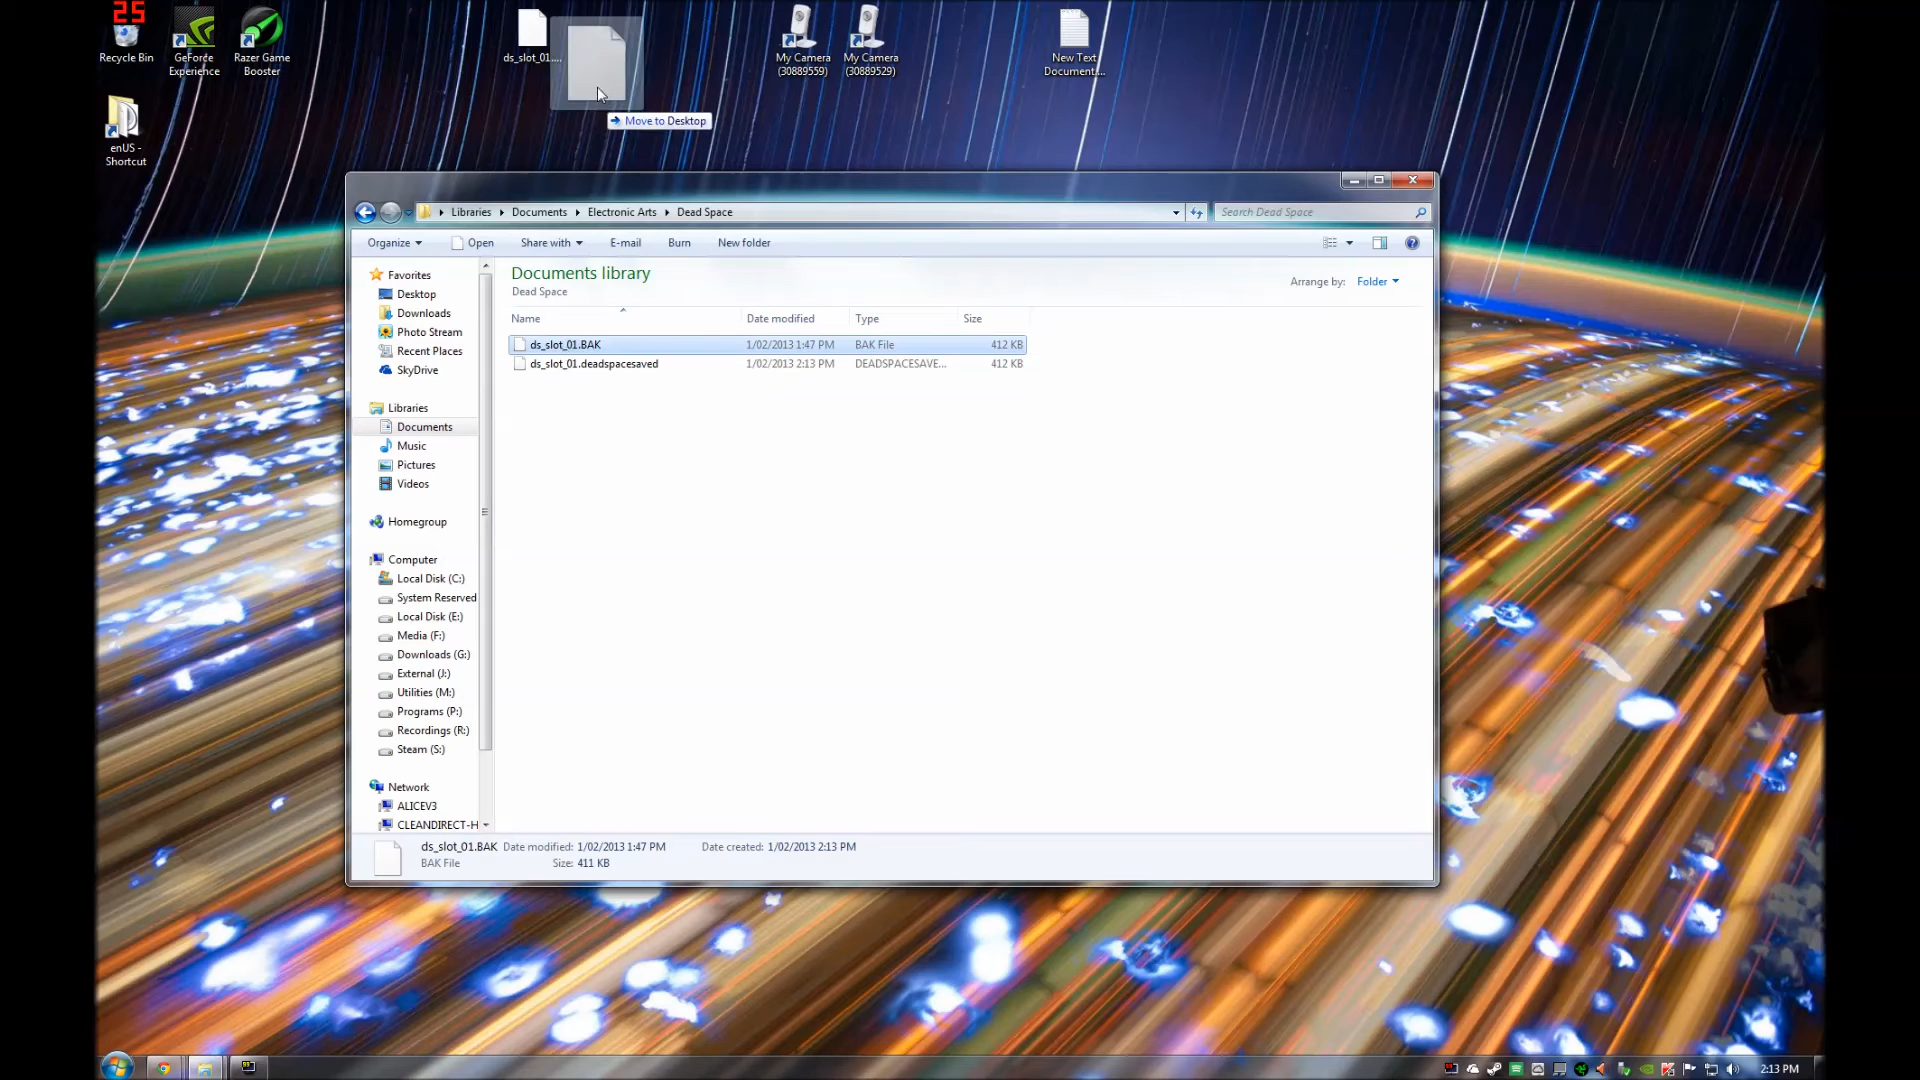 25
Recycle Bin
GeForce Experience
Razer Game Booster
ds_slot_01....
My Camera (30889559)
My Camera (30889529)
New Text Document...
enUS - Shortcut
Move to Desktop
Libraries Documents Electronic Arts Dead Space
Search Dead Space
Organize Open Share with E-mail Burn New folder
Favorites
Desktop
Downloads
Photo Stream
Recent Places
SkyDrive
Libraries
Documents
Music
Pictures
Videos
Homegroup
Computer
Local Disk (C:)
System Reserved
Local Disk (E:)
Media (F:)
Downloads (G:)
External (J:)
Utilities (M:)
Programs (P:)
Recordings (R:)
Steam (S:)
Network
ALICEV3
CLEANDIRECT-H
Documents library
Dead Space
Arrange by: Folder
Name Date modified Type Size
ds_slot_01.BAK 1/02/2013 1:47 PM BAK File 412 KB
ds_slot_01.deadspacesaved 1/02/2013 2:13 PM DEADSPACESAVE... 412 KB
ds_slot_01.BAK Date modified: 1/02/2013 1:47 PM Date created: 1/02/2013 2:13 PM
BAK File Size: 411 KB
2:13 PM